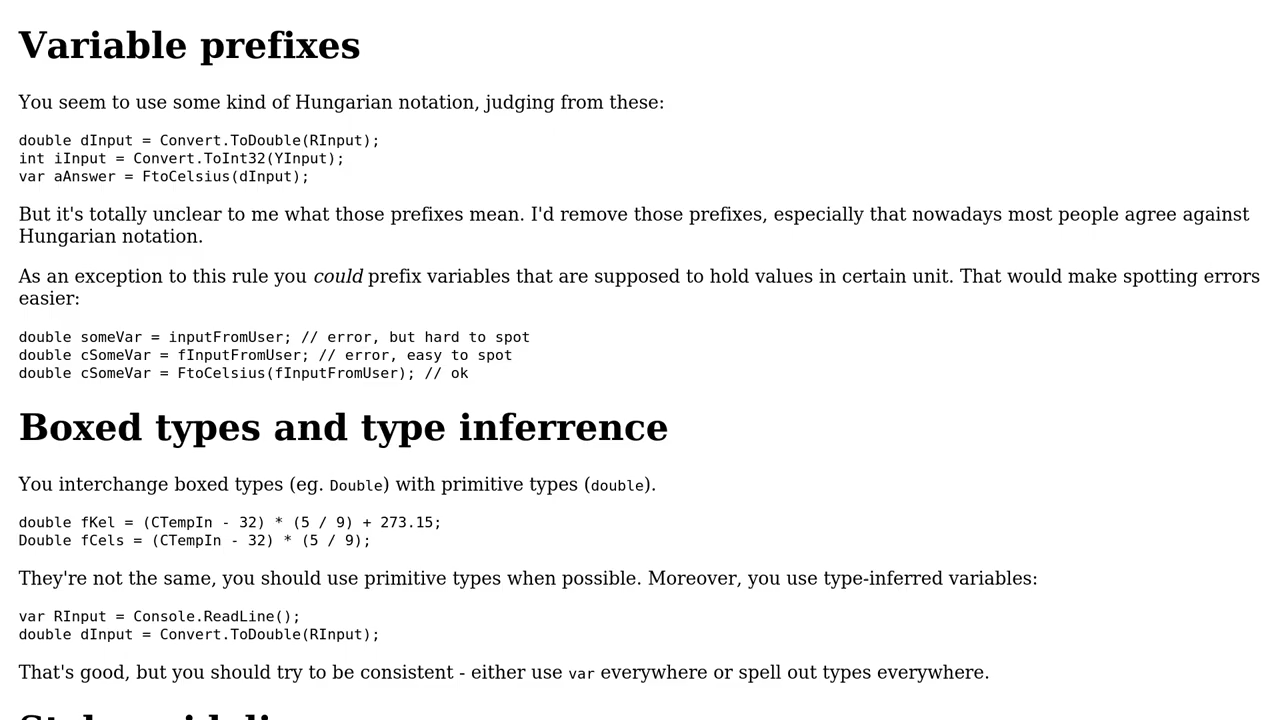 Variable prefixes
You seem to use some kind of Hungarian notation, judging from these:
double dInput = Convert.ToDouble(RInput);
int iInput = Convert.ToInt32(YInput);
var aAnswer = FtoCelsius(dInput);
But it's totally unclear to me what those prefixes mean. I'd remove those prefixes, especially that nowadays most people agree against
Hungarian notation.
As an exception to this rule you could prefix variables that are supposed to hold values in certain unit. That would make spotting errors
easier:
double someVar = inputFromUser; // error, but hard to spot
double cSomeVar = fInputFromUser; // error, easy to spot
double cSomeVar = FtoCelsius(fInputFromUser); // ok
Boxed types and type inferrence
You interchange boxed types (eg. Double) with primitive types (double).
double fKel = (CTempIn - 32) * (5 / 9) + 273.15;
Double fCels = (CTempIn - 32) * (5 / 9);
They're not the same, you should use primitive types when possible. Moreover, you use type-inferred variables:
var RInput = Console.ReadLine();
double dInput = Convert.ToDouble(RInput);
That's good, but you should try to be consistent - either use var everywhere or spell out types everywhere.